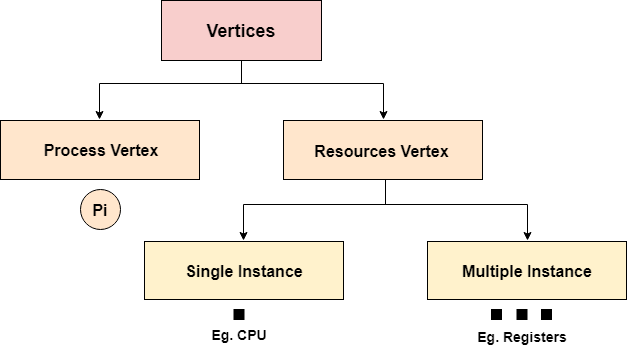 Vertices
Process Vertex
Resources Vertex
Pi
Single Instance
Multiple Instance
Eg. CPU
Eg. Registers